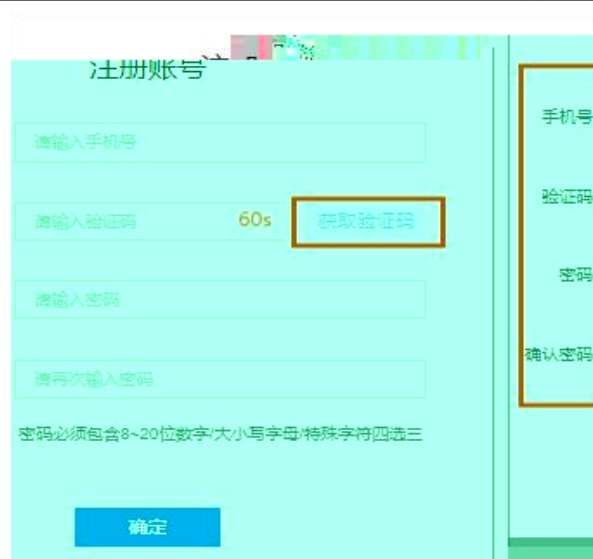 注册账号
请输入手机号
请输入验证码 60s 获取验证码
请输入密码
请再次输入密码
密码必须包含8~20位数字/大小写字母/特殊字符四选三
确定
手机号
验证码
密码
确认密码